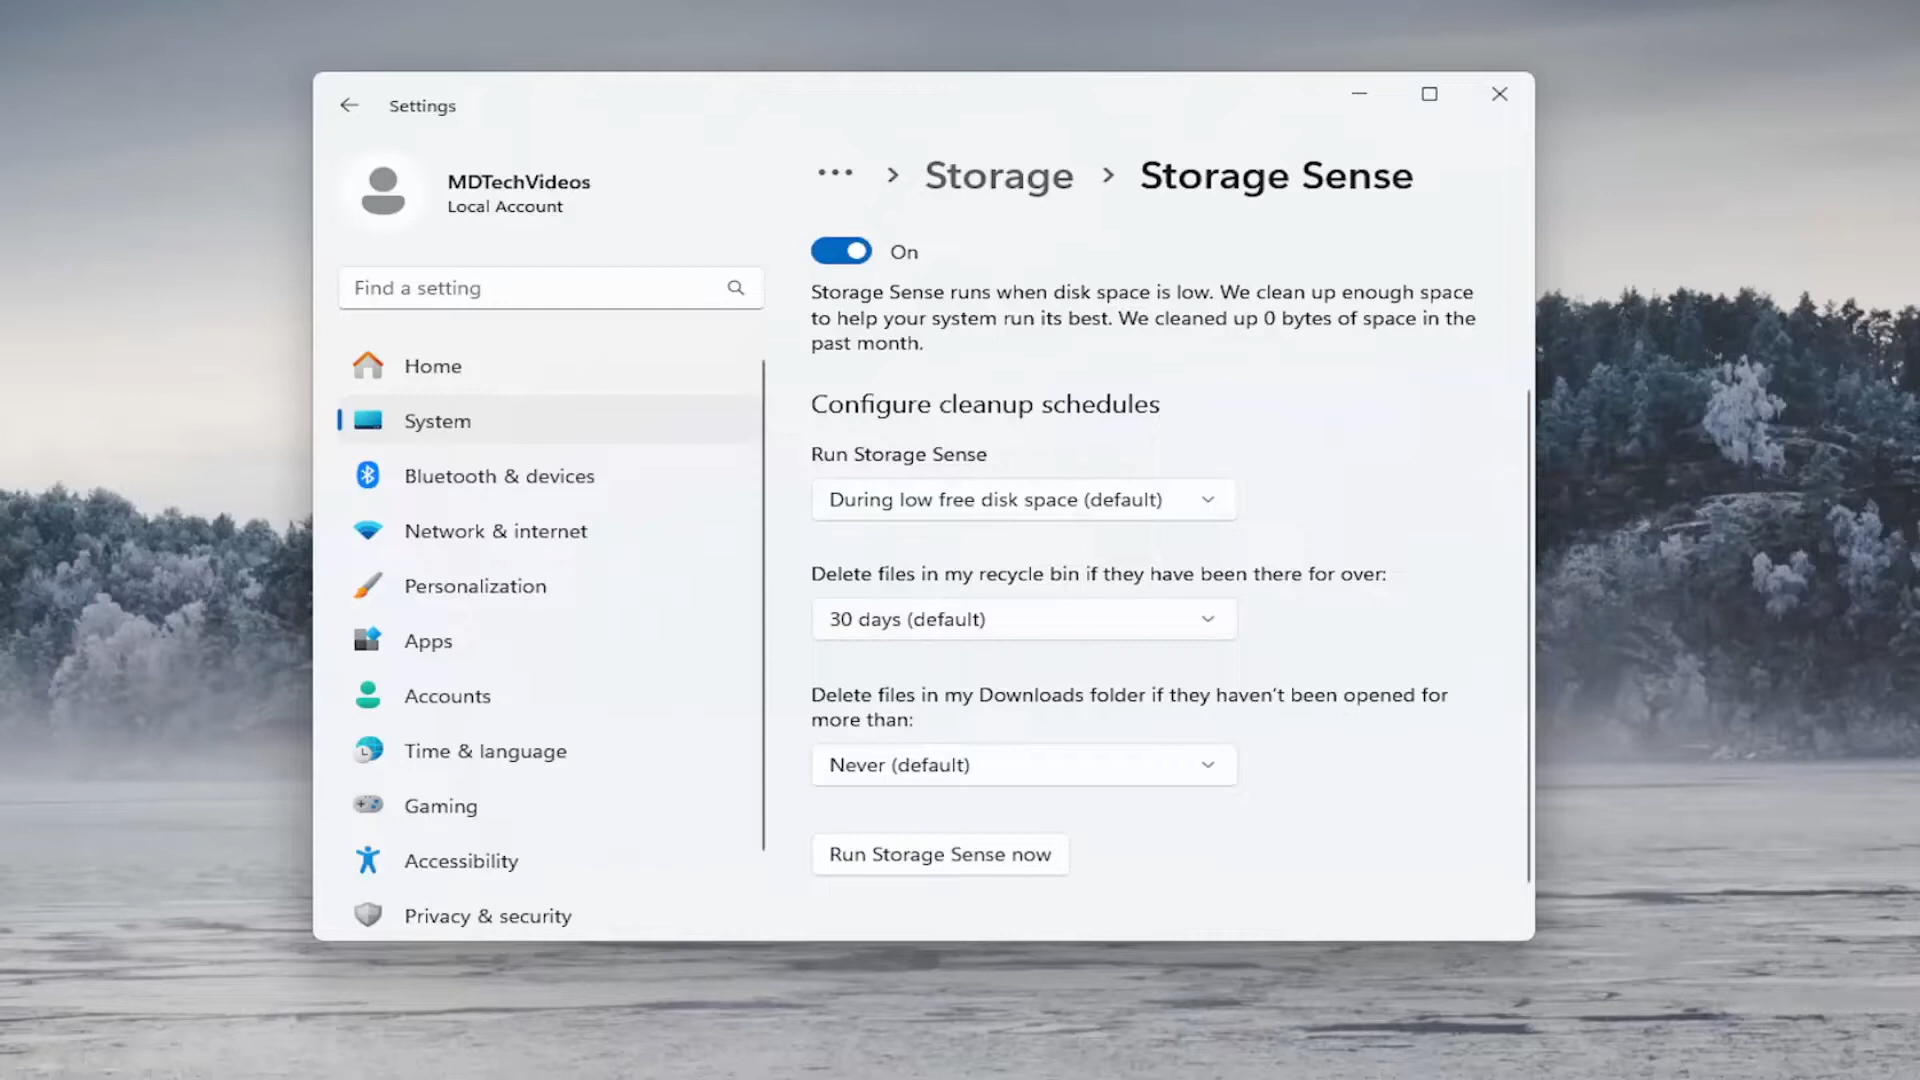 Settings
MDTechVideos
Local Account
Find a setting
Home
System
Bluetooth & devices
Network & internet
Personalization
Apps
Accounts
Time & language
Gaming
Accessibility
Privacy & security
··· > Storage > Storage Sense
On
Storage Sense runs when disk space is low. We clean up enough space
to help your system run its best. We cleaned up 0 bytes of space in the
past month.
Configure cleanup schedules
Run Storage Sense
During low free disk space (default)
Delete files in my recycle bin if they have been there for over:
30 days (default)
Delete files in my Downloads folder if they haven’t been opened for
more than:
Never (default)
Run Storage Sense now